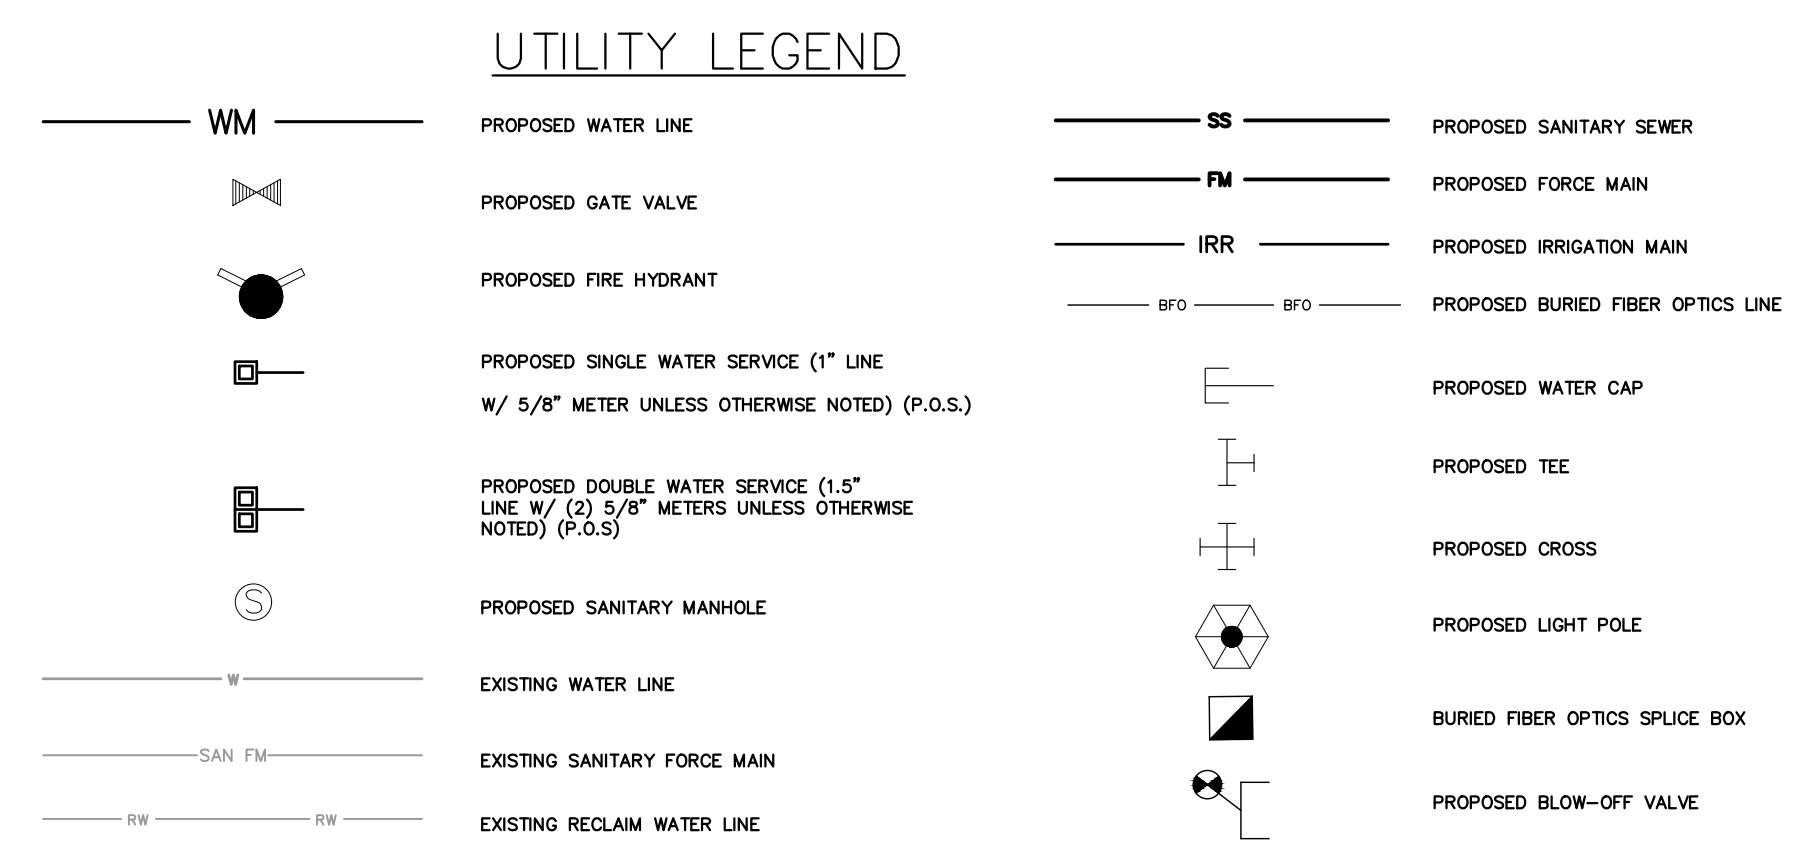 UTILITY LEGEND
WM PROPOSED WATER LINE
PROPOSED GATE VALVE
PROPOSED FIRE HYDRANT
PROPOSED SINGLE WATER SERVICE (1" LINE
W/ 5/8" METER UNLESS OTHERWISE NOTED) (P.O.S.)
PROPOSED DOUBLE WATER SERVICE (1.5"
LINE W/ (2) 5/8" METERS UNLESS OTHERWISE
NOTED) (P.O.S)
S PROPOSED SANITARY MANHOLE
W EXISTING WATER LINE
SAN FM EXISTING SANITARY FORCE MAIN
RW RW EXISTING RECLAIM WATER LINE
SS PROPOSED SANITARY SEWER
FM PROPOSED FORCE MAIN
IRR PROPOSED IRRIGATION MAIN
BFO BFO PROPOSED BURIED FIBER OPTICS LINE
PROPOSED WATER CAP
PROPOSED TEE
PROPOSED CROSS
PROPOSED LIGHT POLE
BURIED FIBER OPTICS SPLICE BOX
PROPOSED BLOW-OFF VALVE